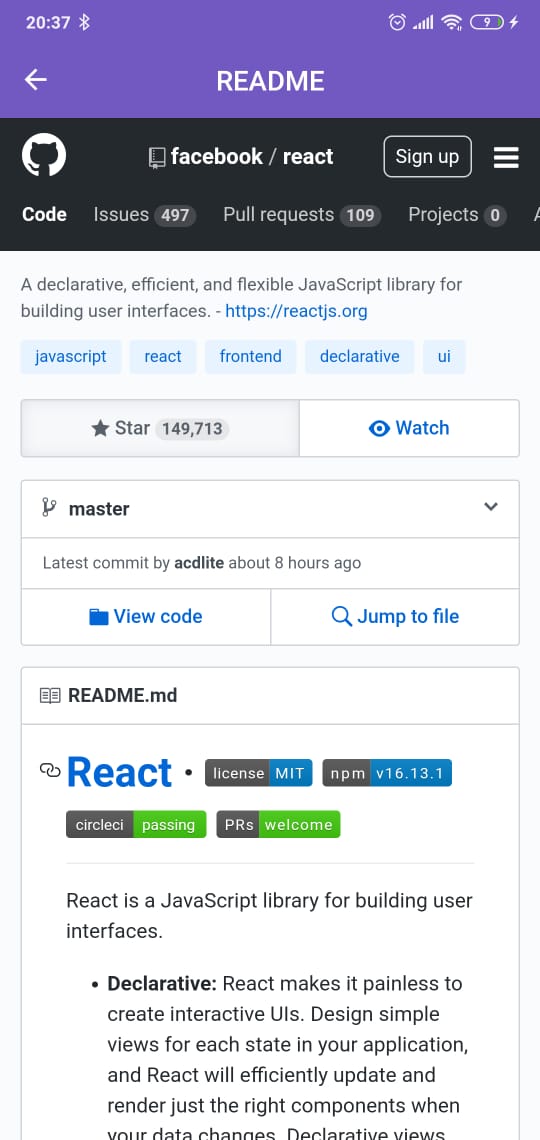 20:37 9
README
facebook / react Sign up
Code Issues 497 Pull requests 109 Projects 0
A declarative, efficient, and flexible JavaScript library for
building user interfaces. - https://reactjs.org
javascript react frontend declarative ui
Star 149,713 Watch
master
Latest commit by acdlite about 8 hours ago
View code Jump to file
README.md
React • license MIT npm v16.13.1
circleci passing PRs welcome
React is a JavaScript library for building user
interfaces.
• Declarative: React makes it painless to
create interactive UIs. Design simple
views for each state in your application,
and React will efficiently update and
render just the right components when
your data changes. Declarative views